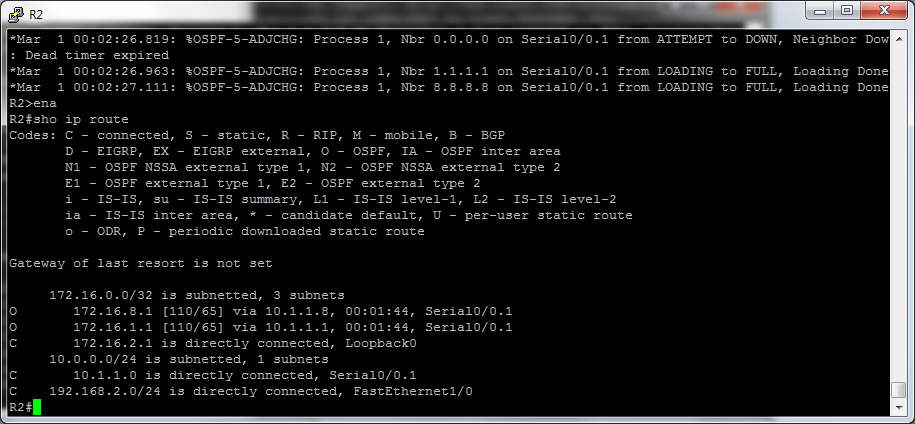 R2
*Mar  1 00:02:26.819: %OSPF-5-ADJCHG: Process 1, Nbr 0.0.0.0 on Serial0/0.1 from ATTEMPT to DOWN, Neighbor Dow
: Dead timer expired
*Mar  1 00:02:26.963: %OSPF-5-ADJCHG: Process 1, Nbr 1.1.1.1 on Serial0/0.1 from LOADING to FULL, Loading Done
*Mar  1 00:02:27.111: %OSPF-5-ADJCHG: Process 1, Nbr 8.8.8.8 on Serial0/0.1 from LOADING to FULL, Loading Done
R2>ena
R2#sho ip route
Codes: C - connected, S - static, R - RIP, M - mobile, B - BGP
       D - EIGRP, EX - EIGRP external, O - OSPF, IA - OSPF inter area
       N1 - OSPF NSSA external type 1, N2 - OSPF NSSA external type 2
       E1 - OSPF external type 1, E2 - OSPF external type 2
       i - IS-IS, su - IS-IS summary, L1 - IS-IS level-1, L2 - IS-IS level-2
       ia - IS-IS inter area, * - candidate default, U - per-user static route
       o - ODR, P - periodic downloaded static route
Gateway of last resort is not set
     172.16.0.0/32 is subnetted, 3 subnets
O       172.16.8.1 [110/65] via 10.1.1.8, 00:01:44, Serial0/0.1
O       172.16.1.1 [110/65] via 10.1.1.1, 00:01:44, Serial0/0.1
C       172.16.2.1 is directly connected, Loopback0
     10.0.0.0/24 is subnetted, 1 subnets
C       10.1.1.0 is directly connected, Serial0/0.1
C    192.168.2.0/24 is directly connected, FastEthernet1/0
R2#